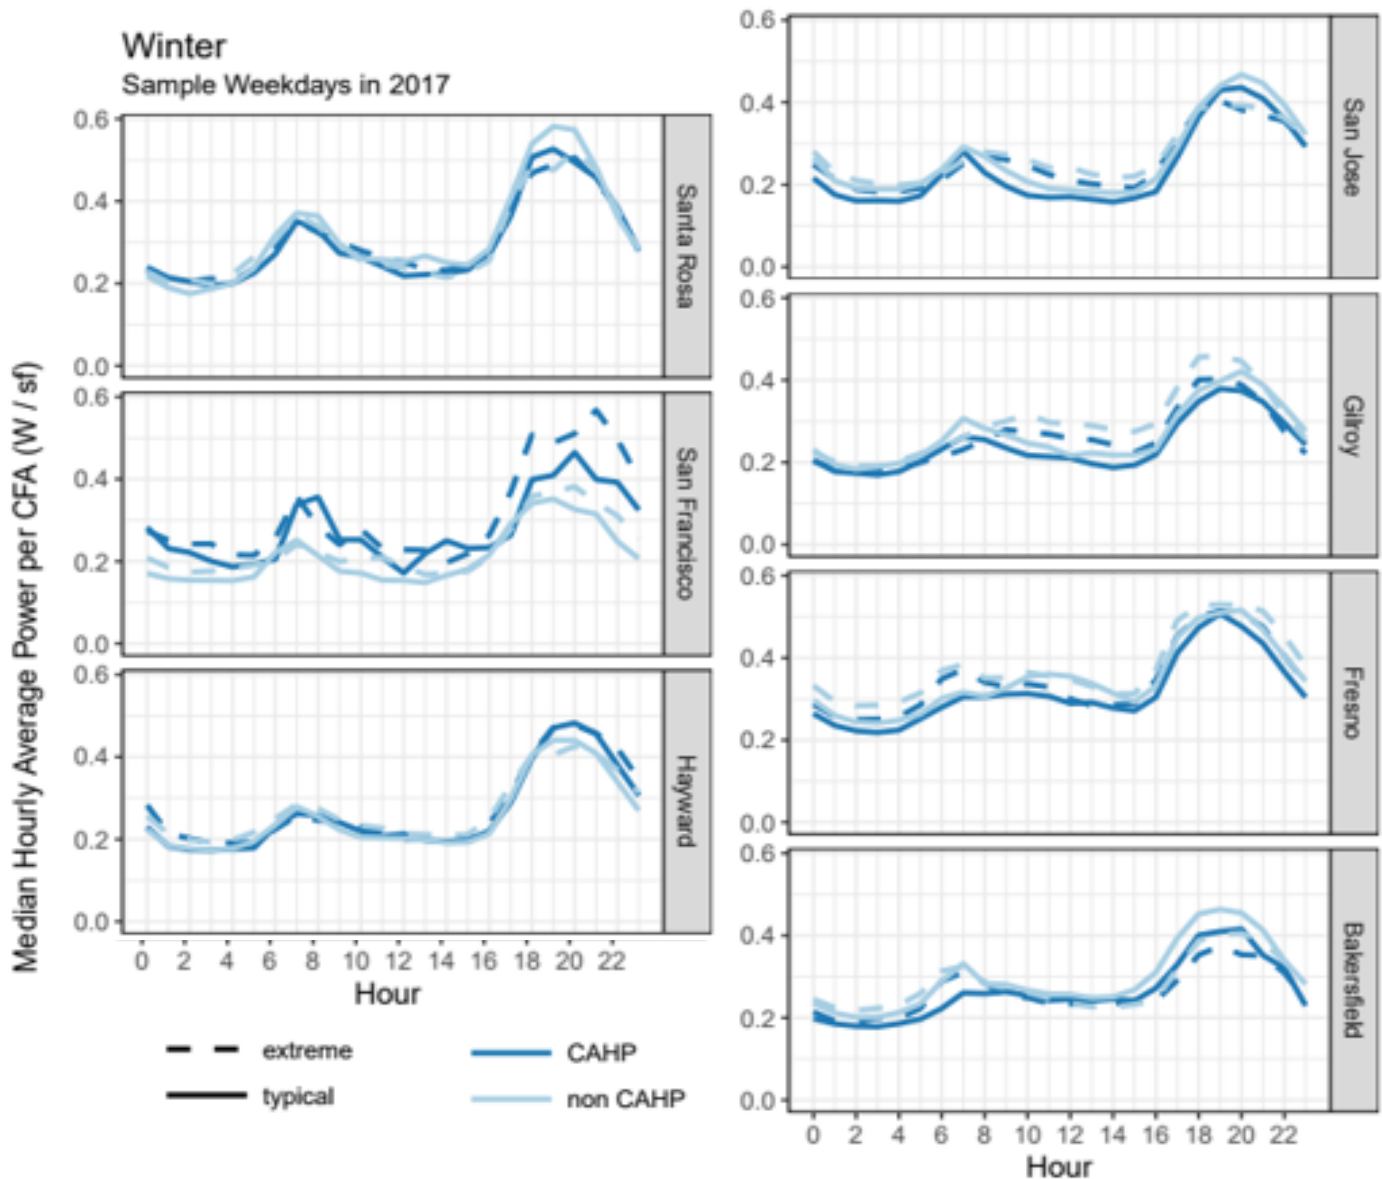 Winter
Sample Weekdays in 2017
Median Hourly Average Power per CFA (W / sf)
0.6
0.4
0.2
0.0
Santa Rosa
0.6
0.4
0.2
0.0
San Francisco
0.6
0.4
0.2
0.0
Hayward
0 2 4 6 8 10 12 14 16 18 20 22
Hour
extreme
CAHP
typical
non CAHP
0.6
0.4
0.2
0.0
San Jose
0.6
0.4
0.2
0.0
Gilroy
0.6
0.4
0.2
0.0
Fresno
0.6
0.4
0.2
0.0
Bakersfield
0 2 4 6 8 10 12 14 16 18 20 22
Hour